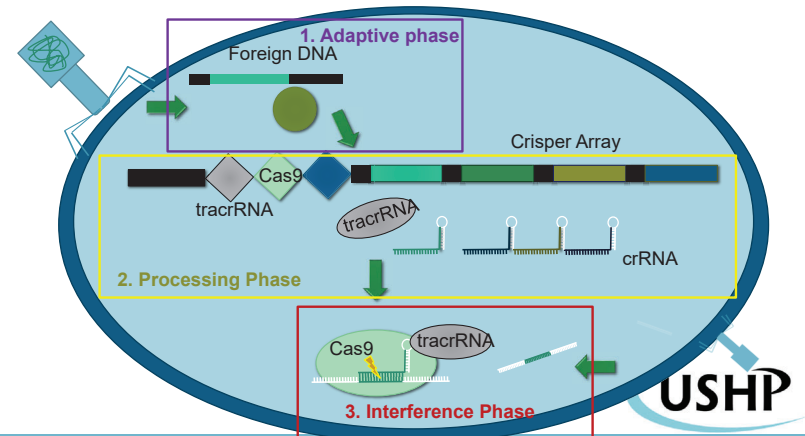 1. Adaptive phase
Foreign DNA
Crisper Array
Cas9
tracrRNA
tracrRNA
crRNA
2. Processing Phase
Cas9
tracrRNA
3. Interference Phase
USHP